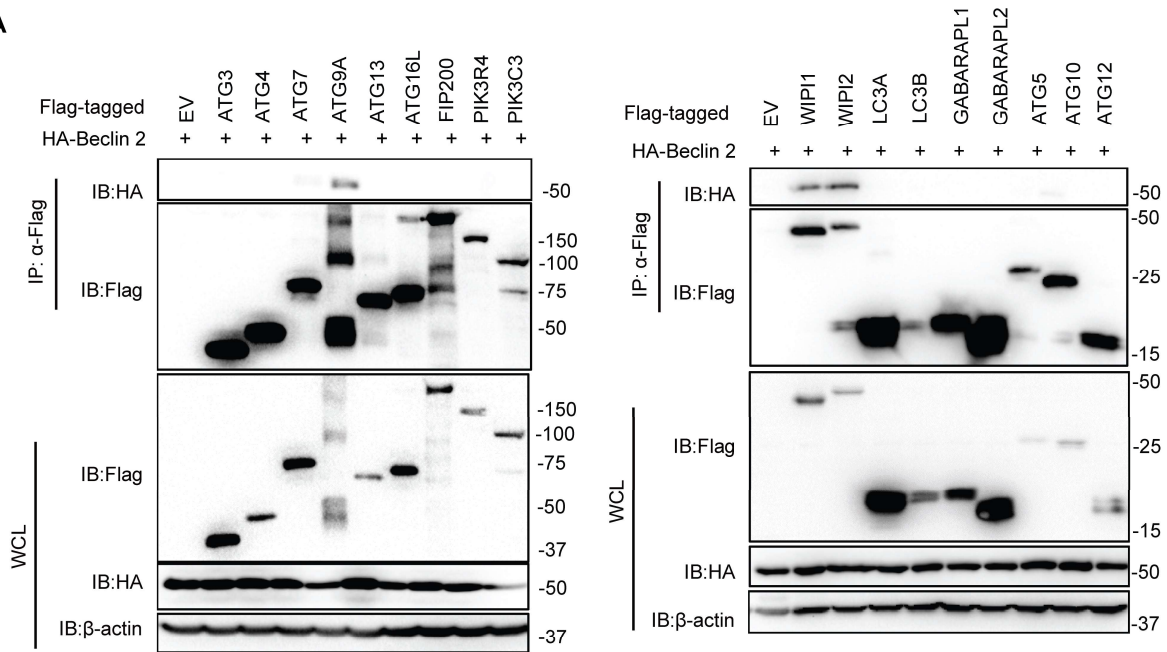 A
Flag-tagged EV ATG3 ATG4 ATG7 ATG9A ATG13 ATG16L FIP200 PIK3R4 PIK3C3
HA-Beclin 2 + + + + + + + + + +
IP: α-Flag
IB:HA -50
IB:Flag
-150
-100
-75
-50
WCL
IB:Flag
-150
-100
-75
-50
-37
IB:HA -50
IB:β-actin -37
Flag-tagged EV WIPI1 WIPI2 LC3A LC3B GABARAPL1 GABARAPL2 ATG5 ATG10 ATG12
HA-Beclin 2 + + + + + + + + + +
IP: α-Flag
IB:HA -50
IB:Flag
-50
-25
-15
WCL
IB:Flag
-50
-25
-15
IB:HA -50
IB:β-actin -37